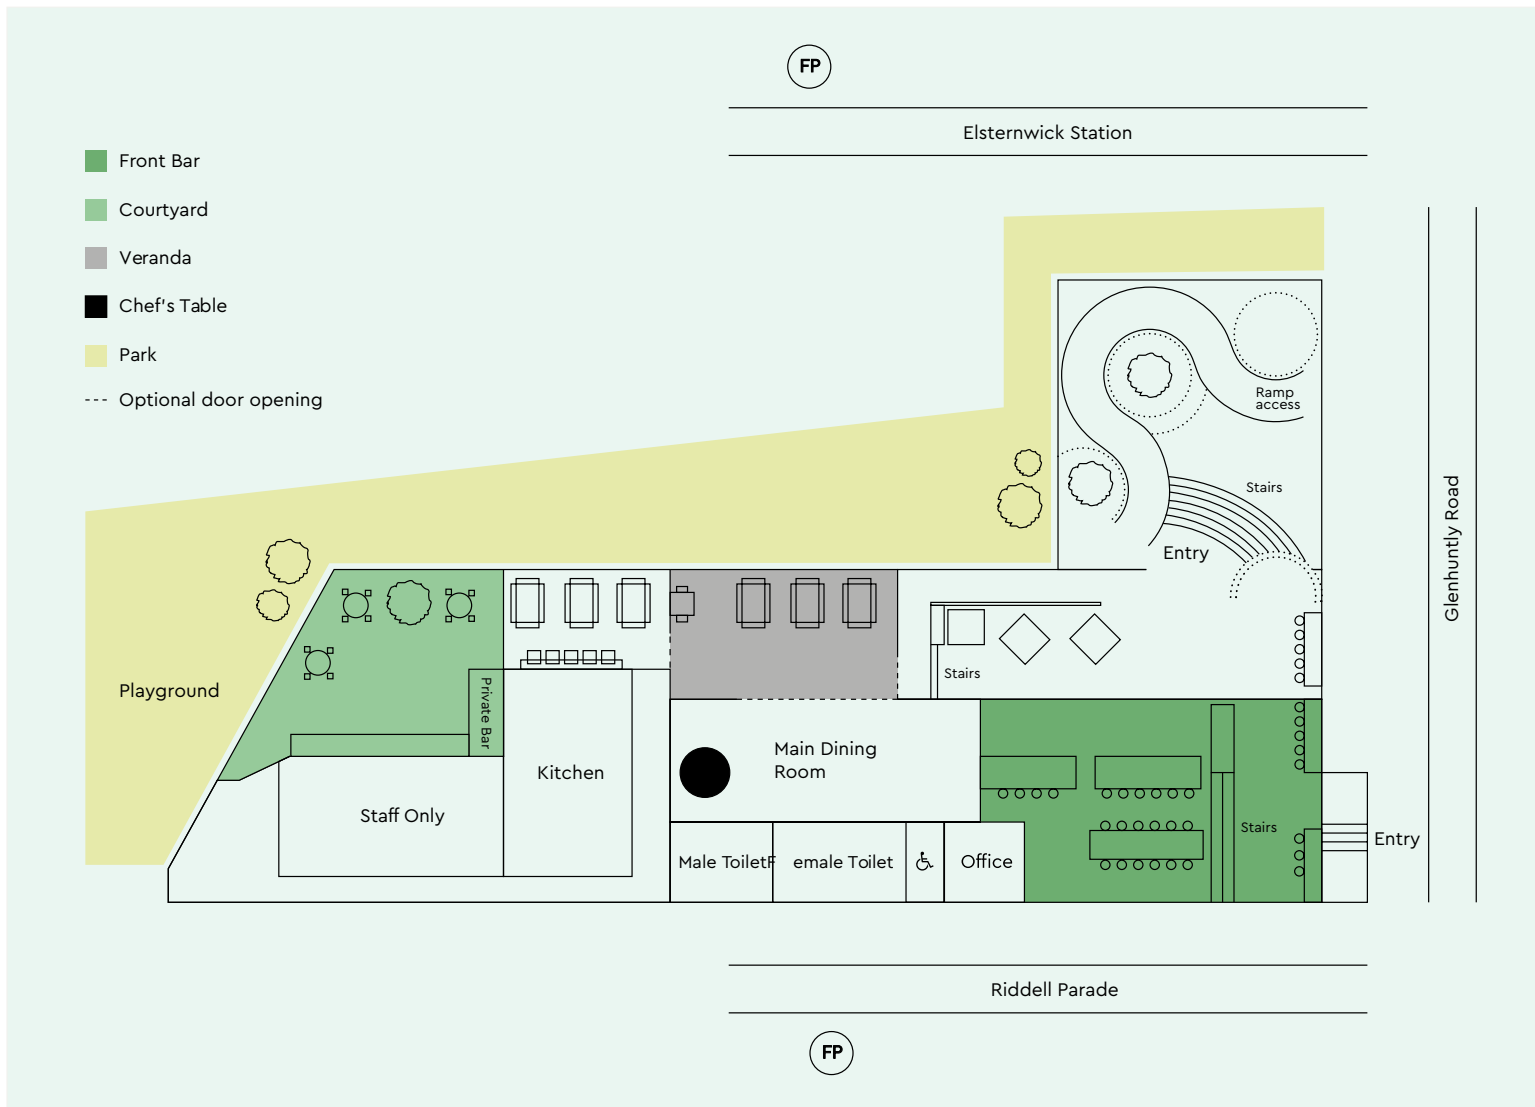 FP
Elsternwick Station
Front Bar
Courtyard
Veranda
Chef's Table
Park
Optional door opening
Ramp
access
Stairs
Glenhuntly Road
Entry
Stairs
Playground
Private Bar
Main Dining
Room
Kitchen
Staff Only
Stairs
Entry
Male ToiletF
emale Toilet
Office
Riddell Parade
FP